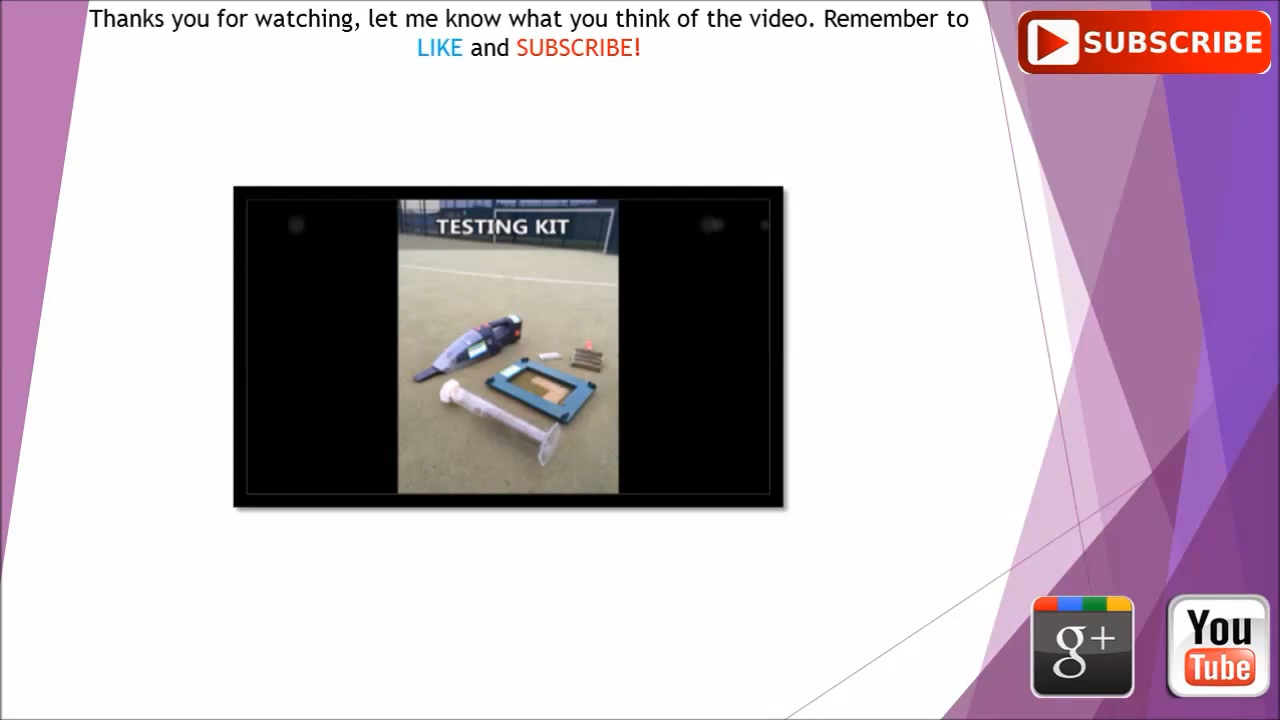 Thanks you for watching, let me know what you think of the video. Remember to
LIKE and SUBSCRIBE!
SUBSCRIBE
TESTING KIT
g+
You
Tube